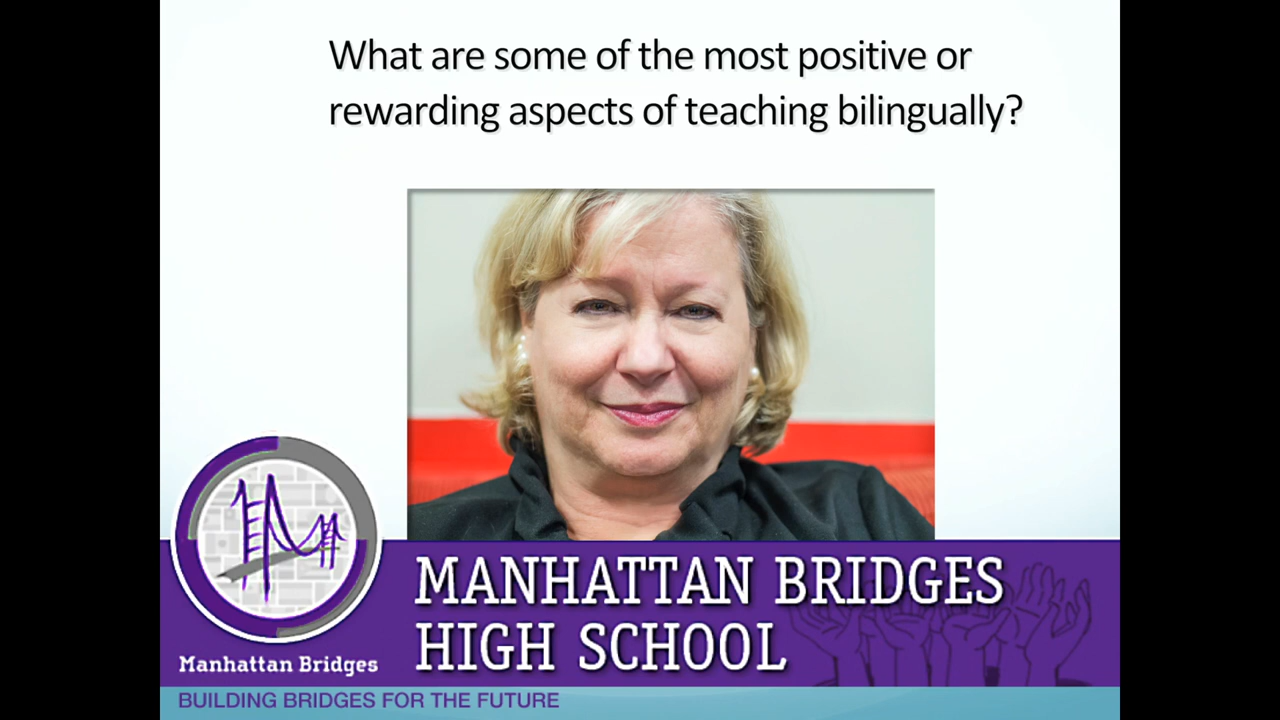 What are some of the most positive or
rewarding aspects of teaching bilingually?
MANHATTAN BRIDGES
HIGH SCHOOL
Manhattan Bridges
BUILDING BRIDGES FOR THE FUTURE